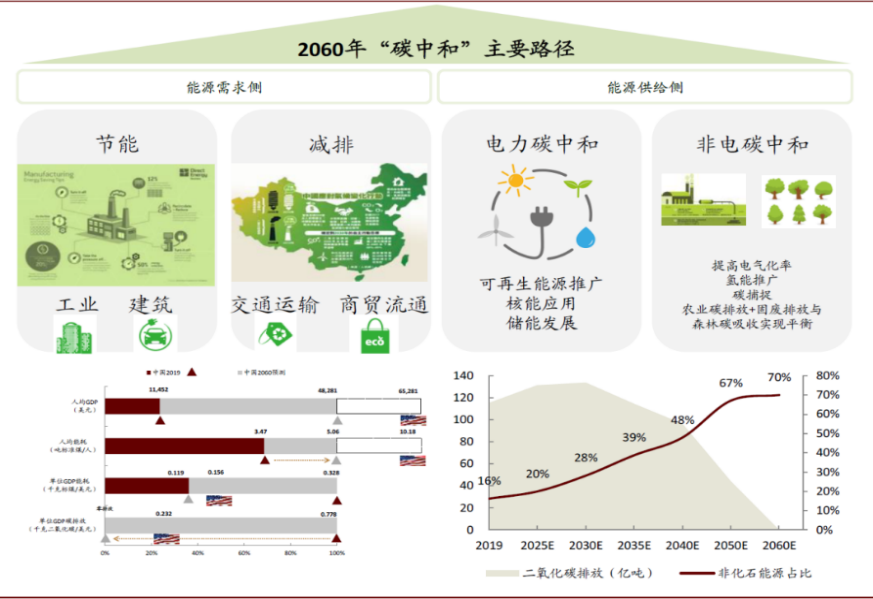 2060年“碳中和”主要路径
能源需求侧
能源供给侧
节能
减排
电力碳中和
非电碳中和
Manufacturing
Energy Saving Tips
Direct
Energy
工业 建筑
交通运输 商贸流通
eco
可再生能源推广
核能应用
储能发展
提高电气化率
氢能推广
碳捕捉
农业碳排放+固废排放与
森林碳吸收实现平衡
中国2019 中国2060预测
11,452 48,281 63,281
人均GDP
(美元)
3.47 5.06 10.18
人均能耗
(吨标准煤/人)
0.119 0.156 0.328
单位GDP能耗
(千克标煤/美元)
零排放
0.232 0.778
单位GDP碳排放
(千克二氧化碳/美元)
0% 20% 40% 60% 80% 100%
140 80%
120 70%
100 60%
80 50%
60 40%
40 30%
20 20%
0 10%
0%
16% 20% 28% 39% 48% 67% 70%
2019 2025E 2030E 2035E 2040E 2050E 2060E
二氧化碳排放（亿吨） 非化石能源占比